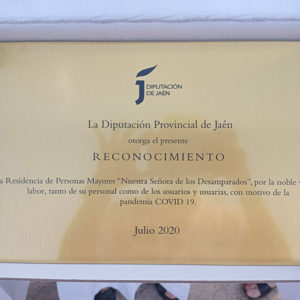 DIPUTACIÓN
DE JAÉN
La Diputación Provincial de Jaén
otorga el presente
RECONOCIMIENTO
a Residencia de Personas Mayores "Nuestra Señora de los Desamparados", por la noble
labor, tanto de su personal como de los usuarios y usuarias, con motivo de la
pandemia COVID 19.
Julio 2020